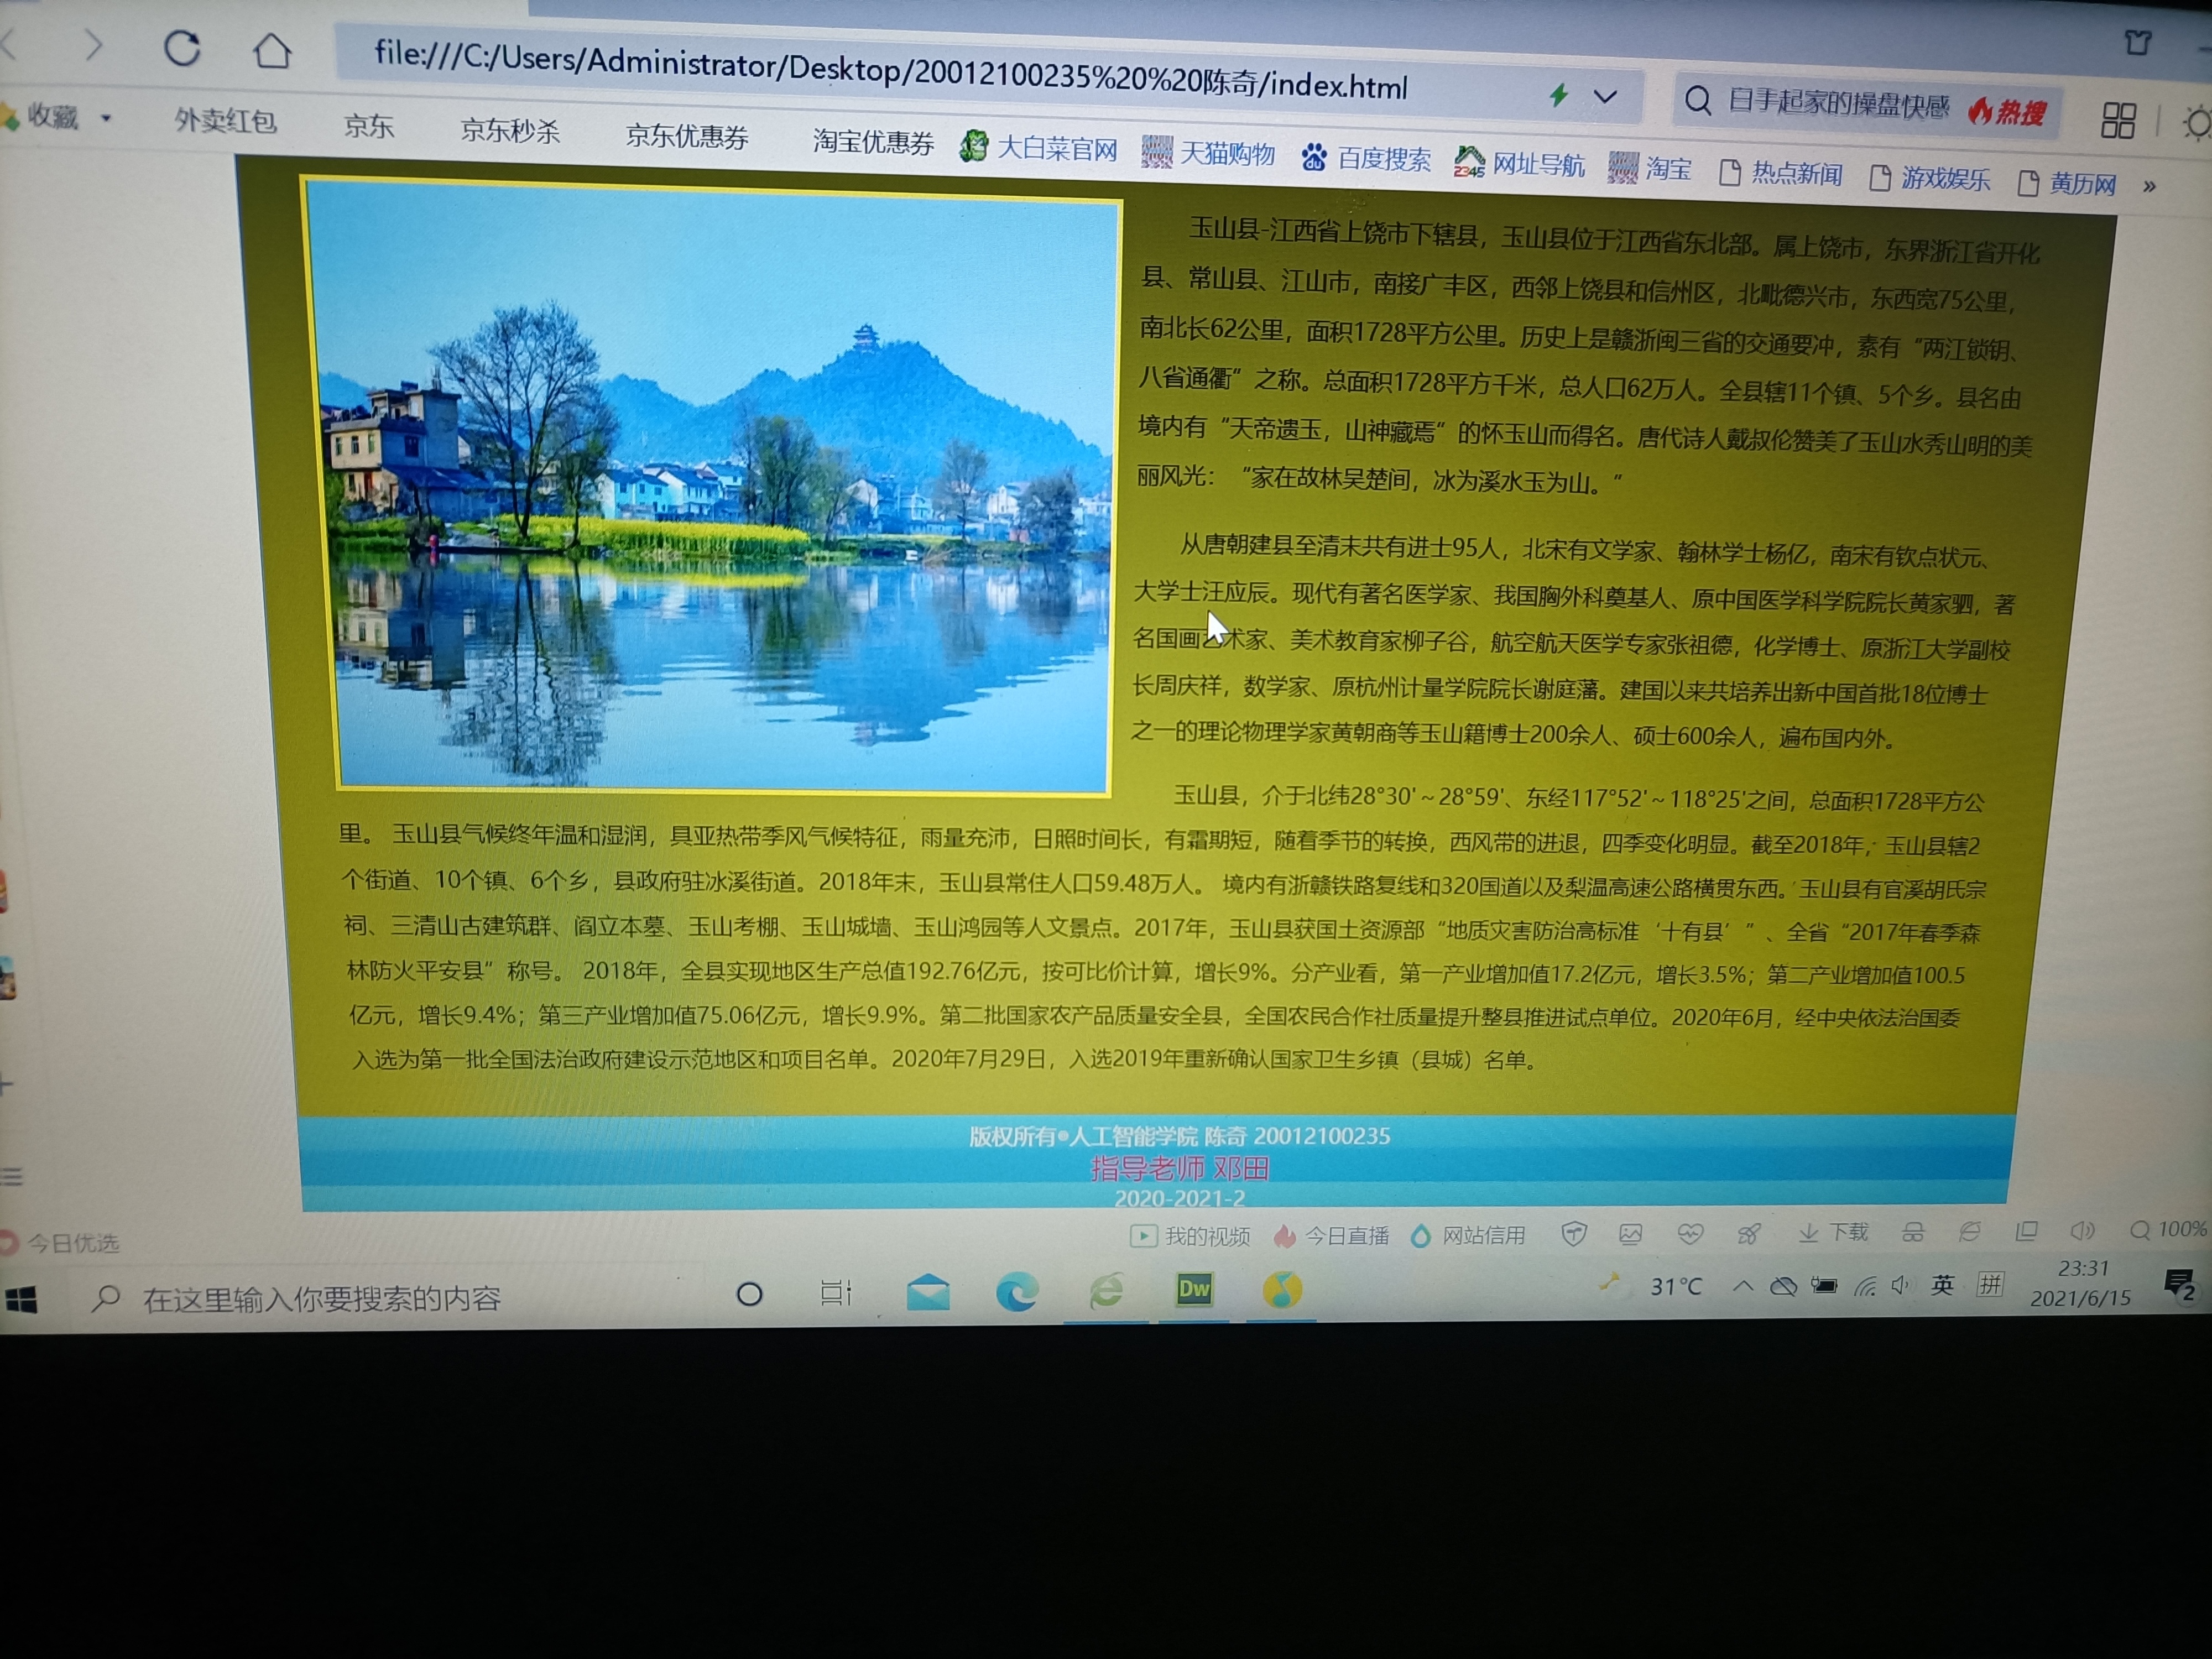 file:///C:/Users/Administrator/Desktop/20012100235%20%20陈奇/index.html
白手起家的操盘快感 热搜
收藏 外卖红包 京东 京东秒杀 京东优惠券 淘宝优惠券 大白菜官网 天猫购物 百度搜索 网址导航 淘宝 热点新闻 游戏娱乐 黄历网 »
玉山县-江西省上饶市下辖县，玉山县位于江西省东北部。属上饶市，东界浙江省开化
县、常山县、江山市，南接广丰区，西邻上饶县和信州区，北毗德兴市，东西宽75公里，
南北长62公里，面积1728平方公里。历史上是赣浙闽三省的交通要冲，素有“两江锁钥、
八省通衢”之称。总面积1728平方千米，总人口62万人。全县辖11个镇、5个乡。县名由
境内有“天帝遗玉，山神藏焉”的怀玉山而得名。唐代诗人戴叔伦赞美了玉山水秀山明的美
丽风光：“家在故林吴楚间，冰为溪水玉为山。”
从唐朝建县至清末共有进士95人，北宋有文学家、翰林学士杨亿，南宋有钦点状元、
大学士汪应辰。现代有著名医学家、我国胸外科奠基人、原中国医学科学院院长黄家驷，著
名国画艺术家、美术教育家柳子谷，航空航天医学专家张祖德，化学博士、原浙江大学副校
长周庆祥，数学家、原杭州计量学院院长谢庭藩。建国以来共培养出新中国首批18位博士
之一的理论物理学家黄朝商等玉山籍博士200余人、硕士600余人，遍布国内外。
玉山县，介于北纬28°30'～28°59'、东经117°52'～118°25'之间，总面积1728平方公
里。 玉山县气候终年温和湿润，具亚热带季风气候特征，雨量充沛，日照时间长，有霜期短，随着季节的转换，西风带的进退，四季变化明显。截至2018年，玉山县辖2
个街道、10个镇、6个乡，县政府驻冰溪街道。2018年末，玉山县常住人口59.48万人。 境内有浙赣铁路复线和320国道以及梨温高速公路横贯东西。玉山县有官溪胡氏宗
祠、三清山古建筑群、阎立本墓、玉山考棚、玉山城墙、玉山鸿园等人文景点。2017年，玉山县获国土资源部“地质灾害防治高标准‘十有县’”、全省“2017年春季森
林防火平安县”称号。 2018年，全县实现地区生产总值192.76亿元，按可比价计算，增长9%。分产业看，第一产业增加值17.2亿元，增长3.5%；第二产业增加值100.5
亿元，增长9.4%；第三产业增加值75.06亿元，增长9.9%。第二批国家农产品质量安全县，全国农民合作社质量提升整县推进试点单位。2020年6月，经中央依法治国委
入选为第一批全国法治政府建设示范地区和项目名单。2020年7月29日，入选2019年重新确认国家卫生乡镇（县城）名单。
版权所有●人工智能学院 陈奇 20012100235
指导老师 邓田
2020-2021-2
今日优选 我的视频 今日直播 网站信用 下载 100%
在这里输入你要搜索的内容 Dw 31°C 英 拼 23:31
2021/6/15 2